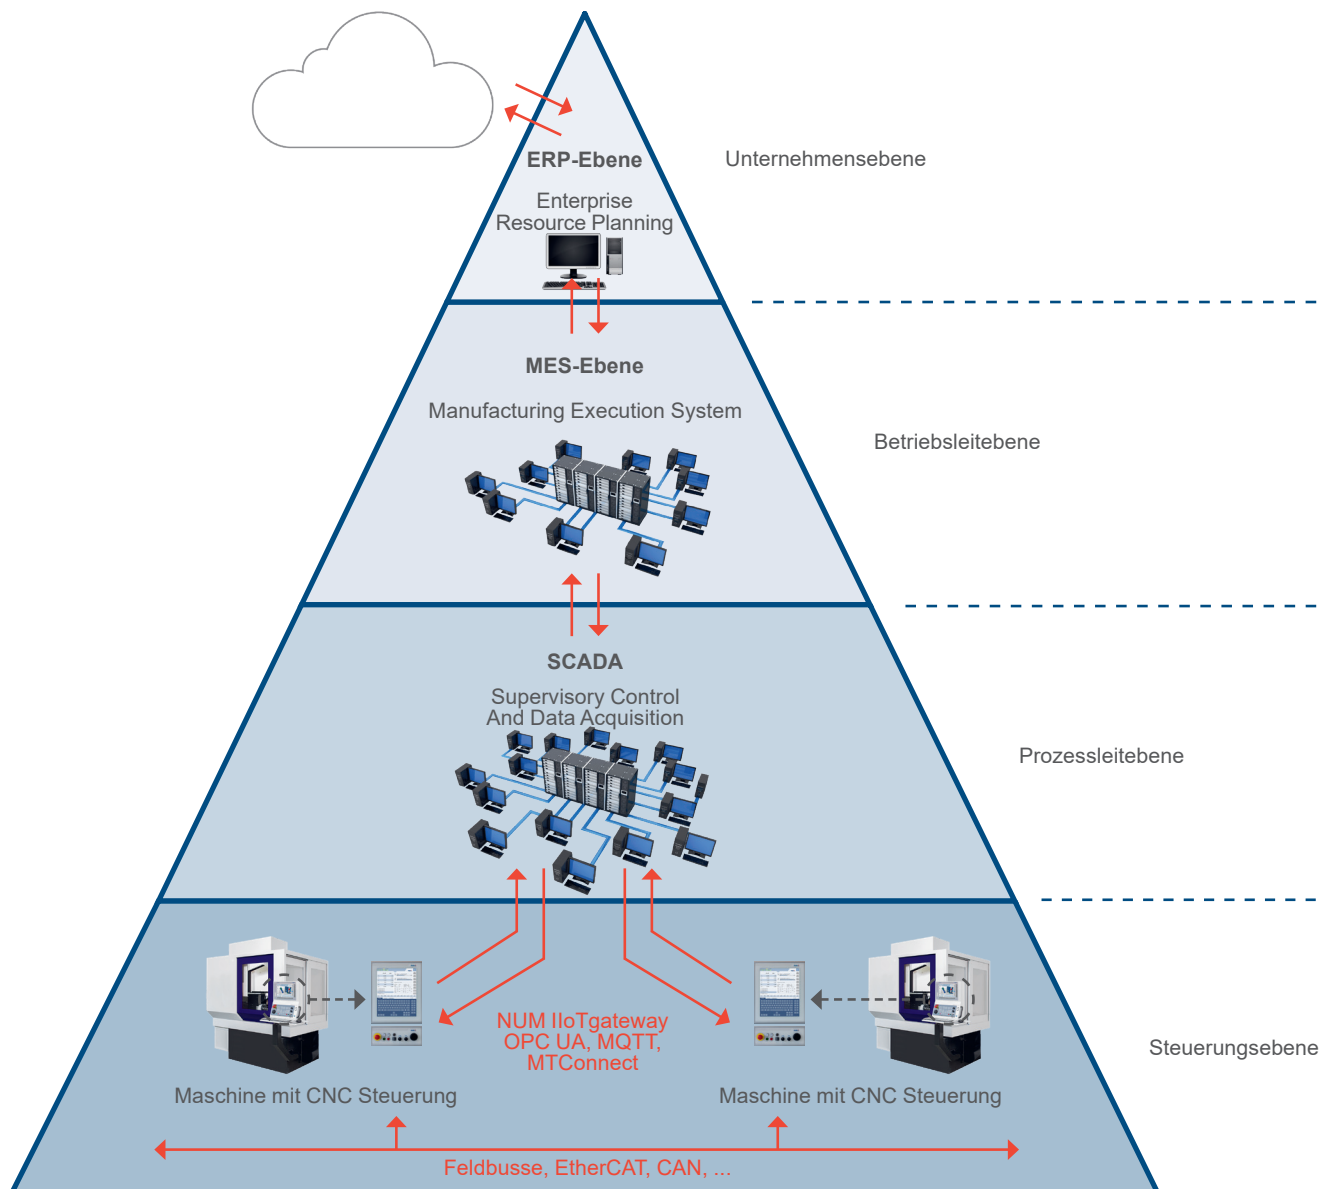 ERP-Ebene
Unternehmensebene
Enterprise
Resource Planning
MES-Ebene
Manufacturing Execution System
Betriebsleitebene
SCADA
Supervisory Control
And Data Acquisition
Prozessleitebene
NUM IIoTgateway
OPC UA, MQTT,
MTConnect
Steuerungsebene
Maschine mit CNC Steuerung
Maschine mit CNC Steuerung
Feldbusse, EtherCAT, CAN, ...